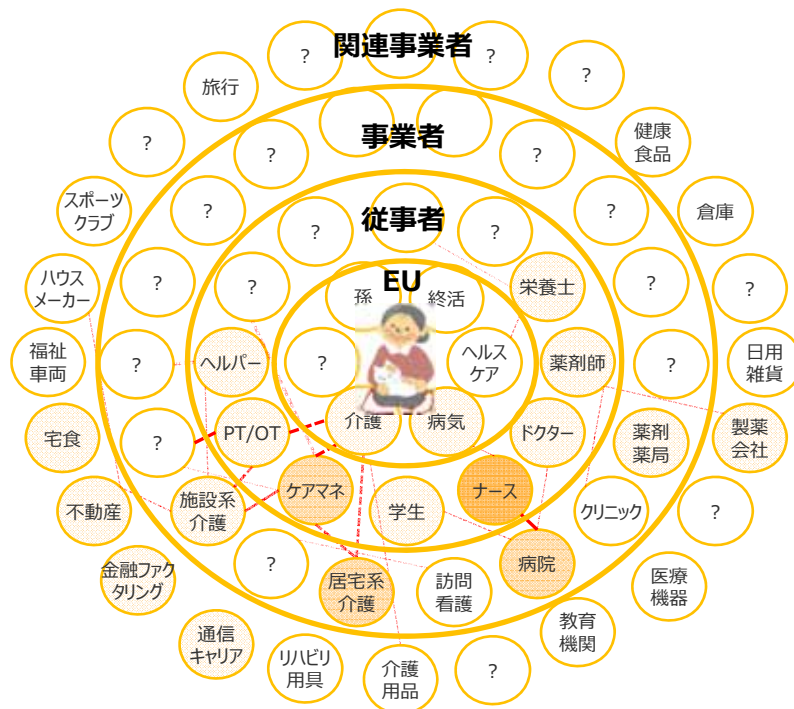 ?
?
関連事業者
?
旅行
?
健康
食品
事業者
?
?
スポーツ
クラブ
?
従事者
?
倉庫
?
?
EU
ハウス
メーカー
?
?
孫
終活
栄養士
?
?
福祉
車両
?
ヘルパー
?
ヘルス
ケア
薬剤師
?
日用
雑貨
宅食
?
PT/OT
介護
病気
ドクター
薬剤
薬局
製薬
会社
不動産
施設系
介護
ケアマネ
学生
ナース
クリニック
?
金融ファク
タリング
?
居宅系
介護
訪問
看護
病院
医療
機器
通信
キャリア
リハビリ
用具
介護
用品
?
教育
機関